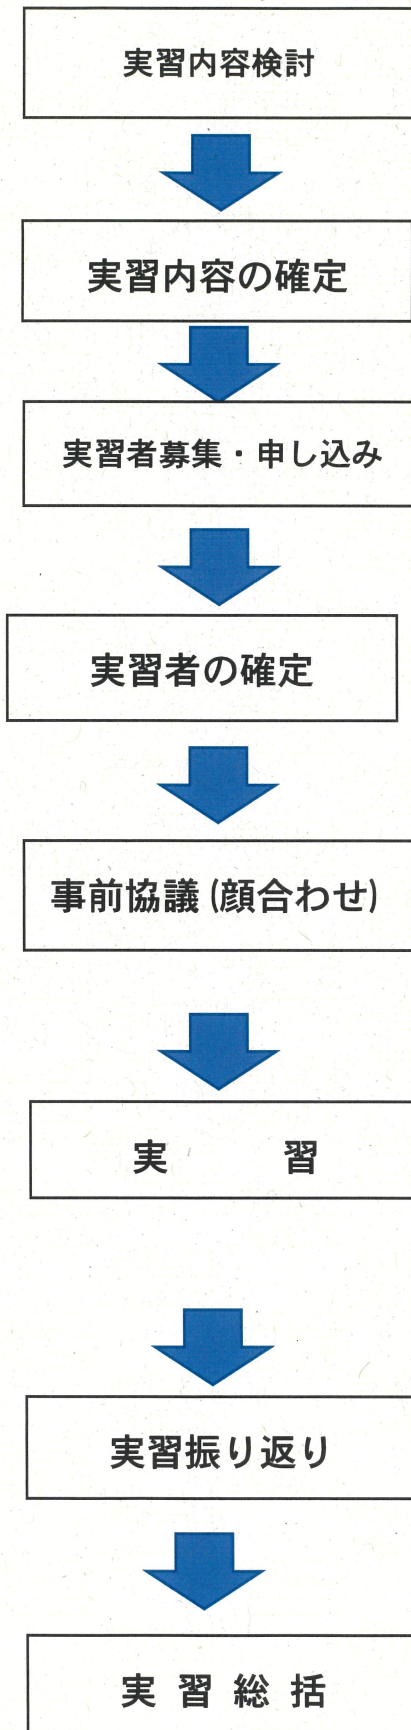 実習内容検討
実習内容の確定
実習者募集・申し込み
実習者の確定
事前協議(顔合わせ)
実　習
実習振り返り
実 習 総 括